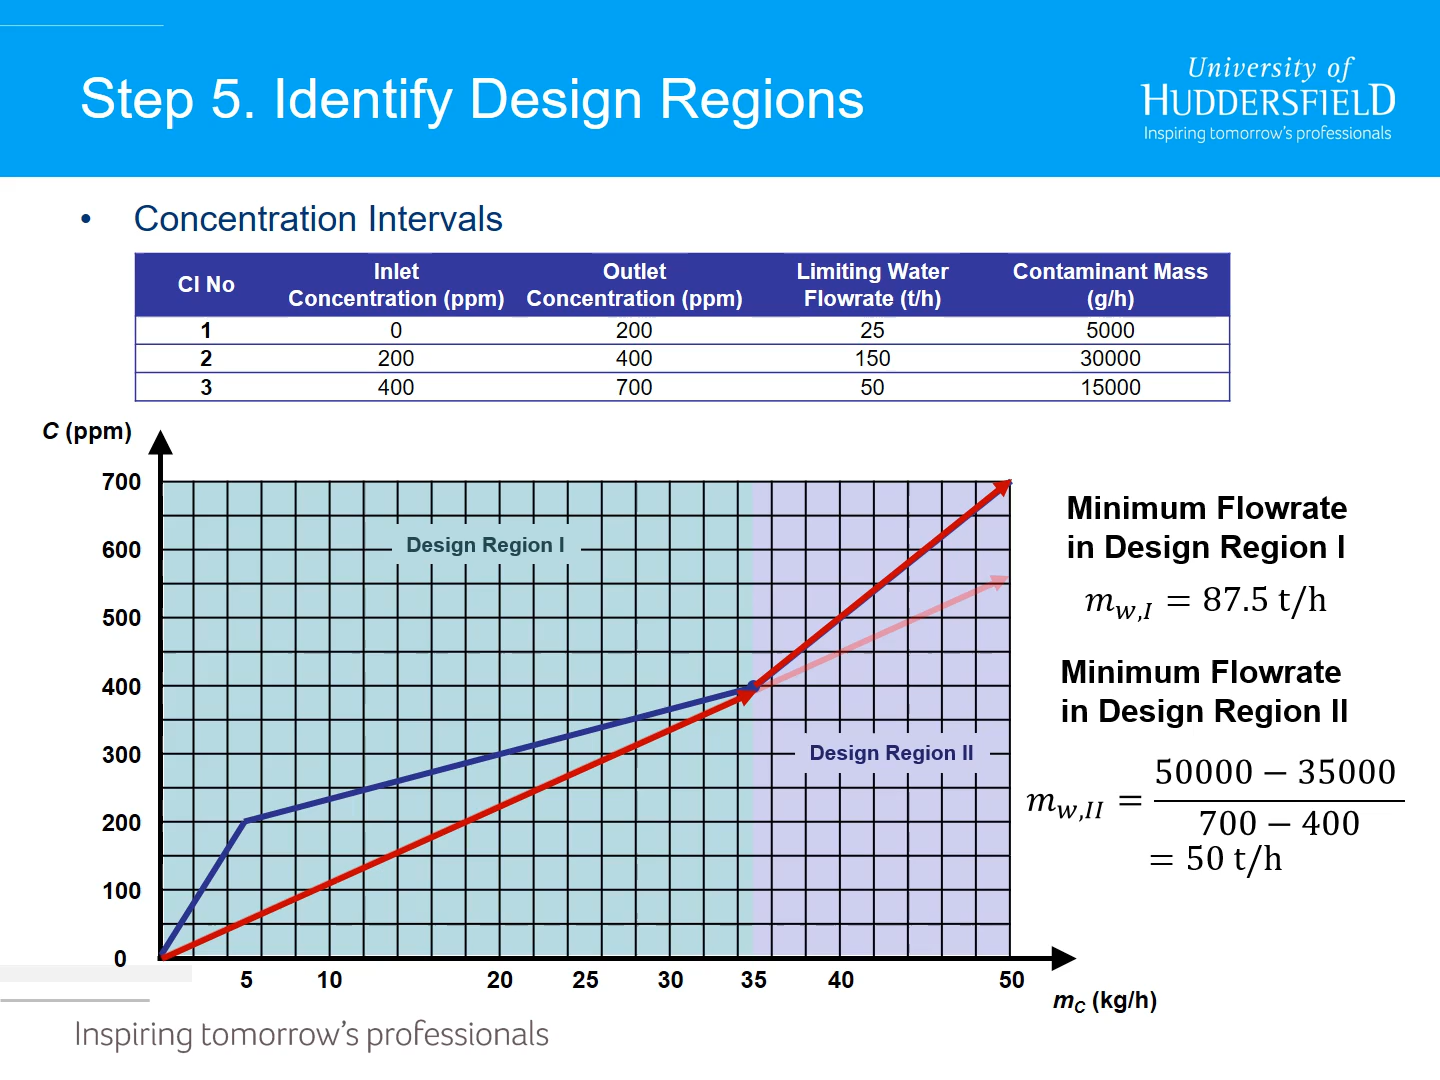 Step 5. Identify Design Regions
University of
HUDDERSFIELD
Inspiring tomorrow's professionals
• Concentration Intervals
CI No Inlet Concentration (ppm) Outlet Concentration (ppm) Limiting Water Flowrate (t/h) Contaminant Mass (g/h)
1 0 200 25 5000
2 200 400 150 30000
3 400 700 50 15000
C (ppm)
700
600
500
400
300
200
100
0
Design Region I
Design Region II
5 10 20 25 30 35 40 50
m_C (kg/h)
Minimum Flowrate
in Design Region I
m_{w,I} = 87.5 t/h
Minimum Flowrate
in Design Region II
m_{w,II} = \frac{50000 − 35000}{700 − 400}
= 50 t/h
Inspiring tomorrow's professionals